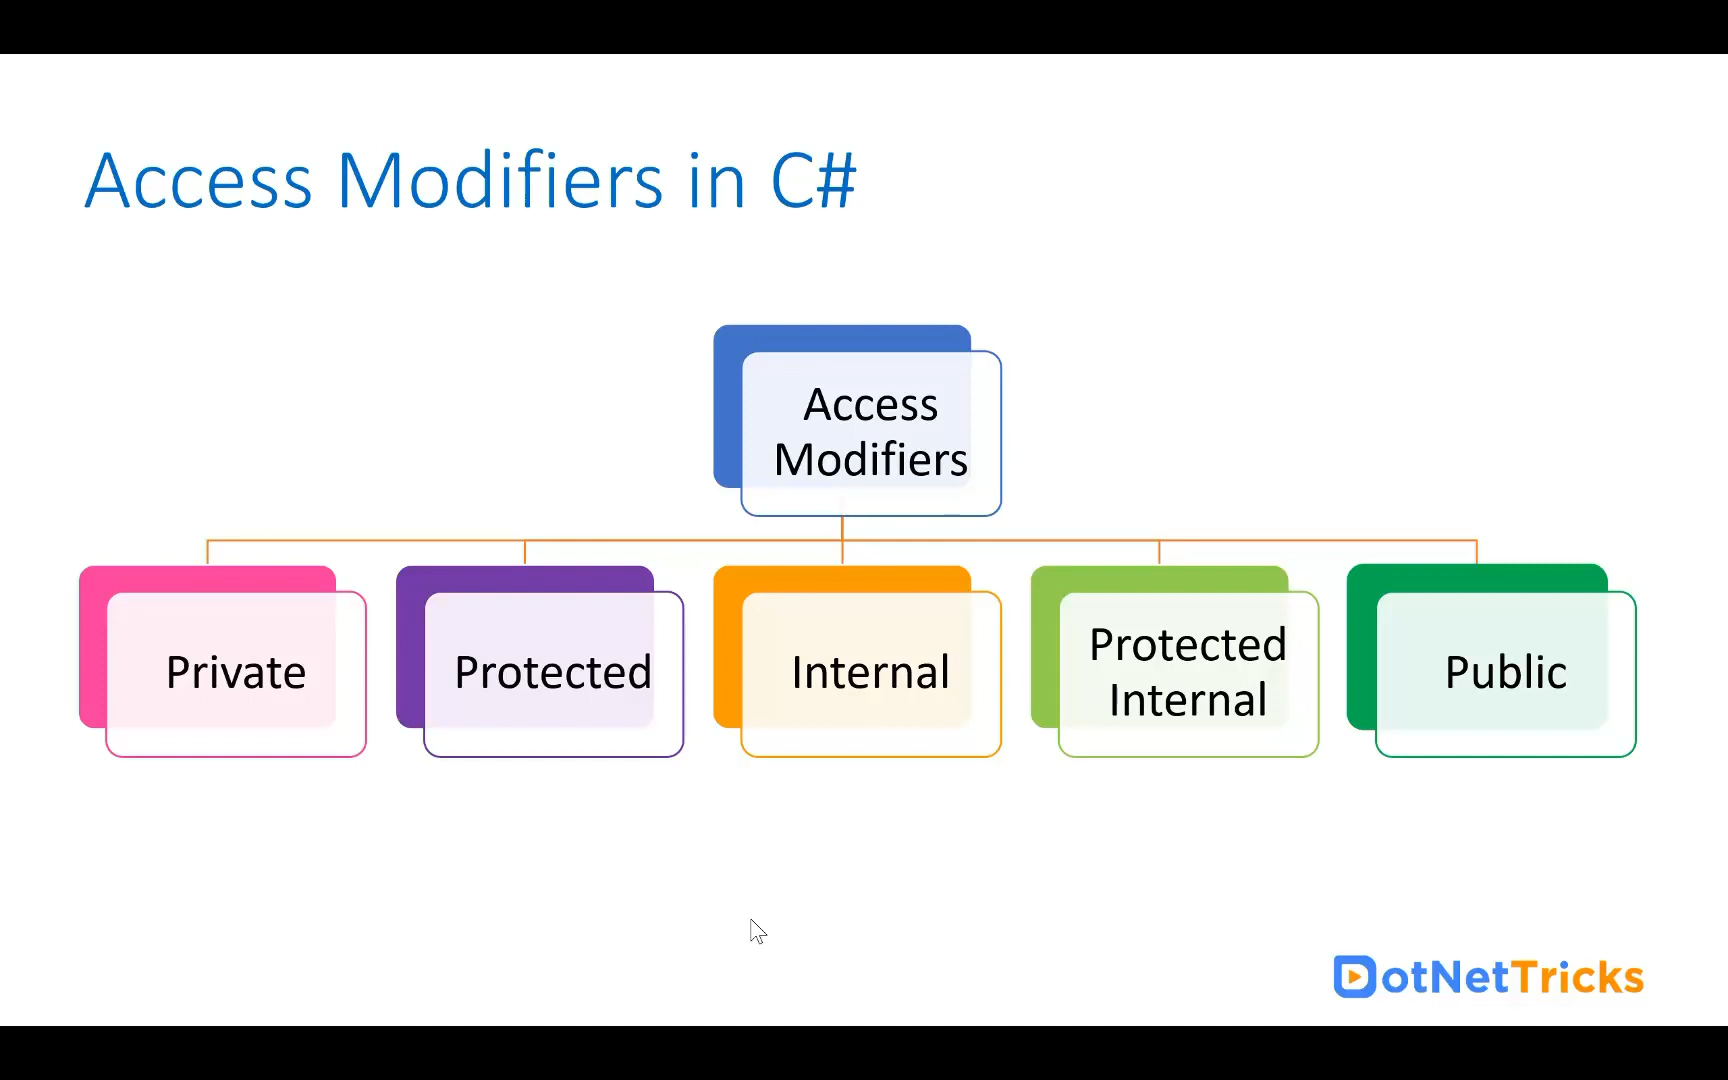 Access Modifiers in C#
Access
Modifiers
Private
Protected
Internal
Protected
Internal
Public
DotNetTricks